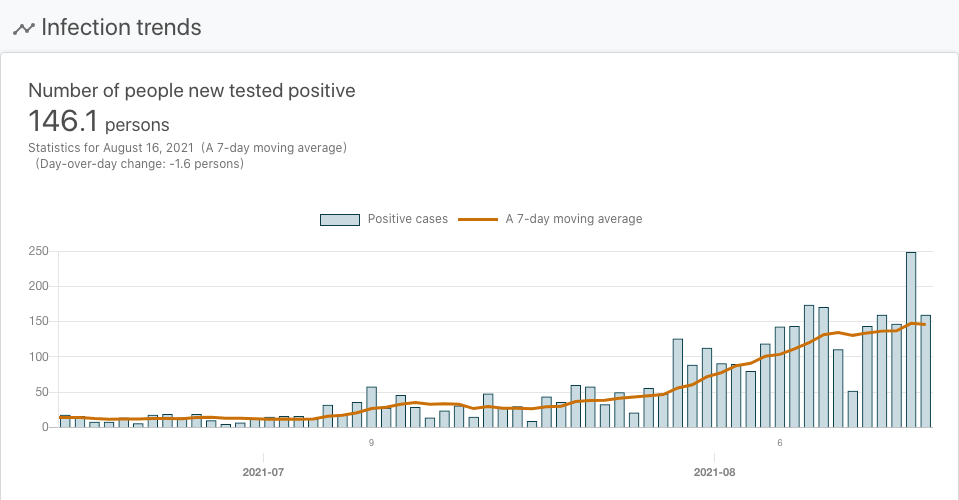 Infection trends
Number of people new tested positive
146.1 persons
Statistics for August 16, 2021 (A 7-day moving average)
(Day-over-day change: -1.6 persons)
Positive cases A 7-day moving average
250
200
150
100
50
0
9 6
2021-07 2021-08